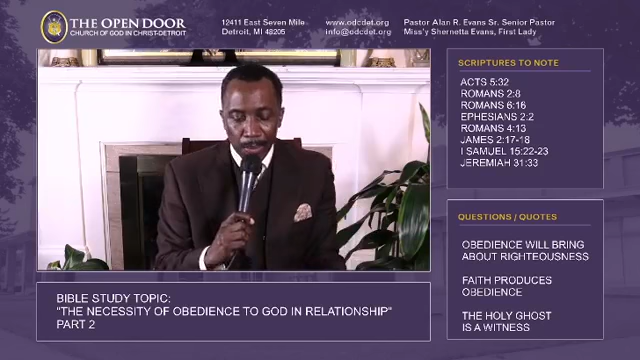 THE OPEN DOOR
CHURCH OF GOD IN CHRIST-DETROIT
12411 East Seven Mile
Detroit, MI 48205
www.odcdet.org
info@odcdet.org
Pastor Alan R. Evans Sr. Senior Pastor
Miss'y Shernetta Evans, First Lady
SCRIPTURES TO NOTE
ACTS 5:32
ROMANS 2:8
ROMANS 6:16
EPHESIANS 2:2
ROMANS 4:13
JAMES 2:17-18
I SAMUEL 15:22-23
JEREMIAH 31:33
QUESTIONS / QUOTES
OBEDIENCE WILL BRING
ABOUT RIGHTEOUSNESS
FAITH PRODUCES
OBEDIENCE
THE HOLY GHOST
IS A WITNESS
BIBLE STUDY TOPIC:
"THE NECESSITY OF OBEDIENCE TO GOD IN RELATIONSHIP"
PART 2